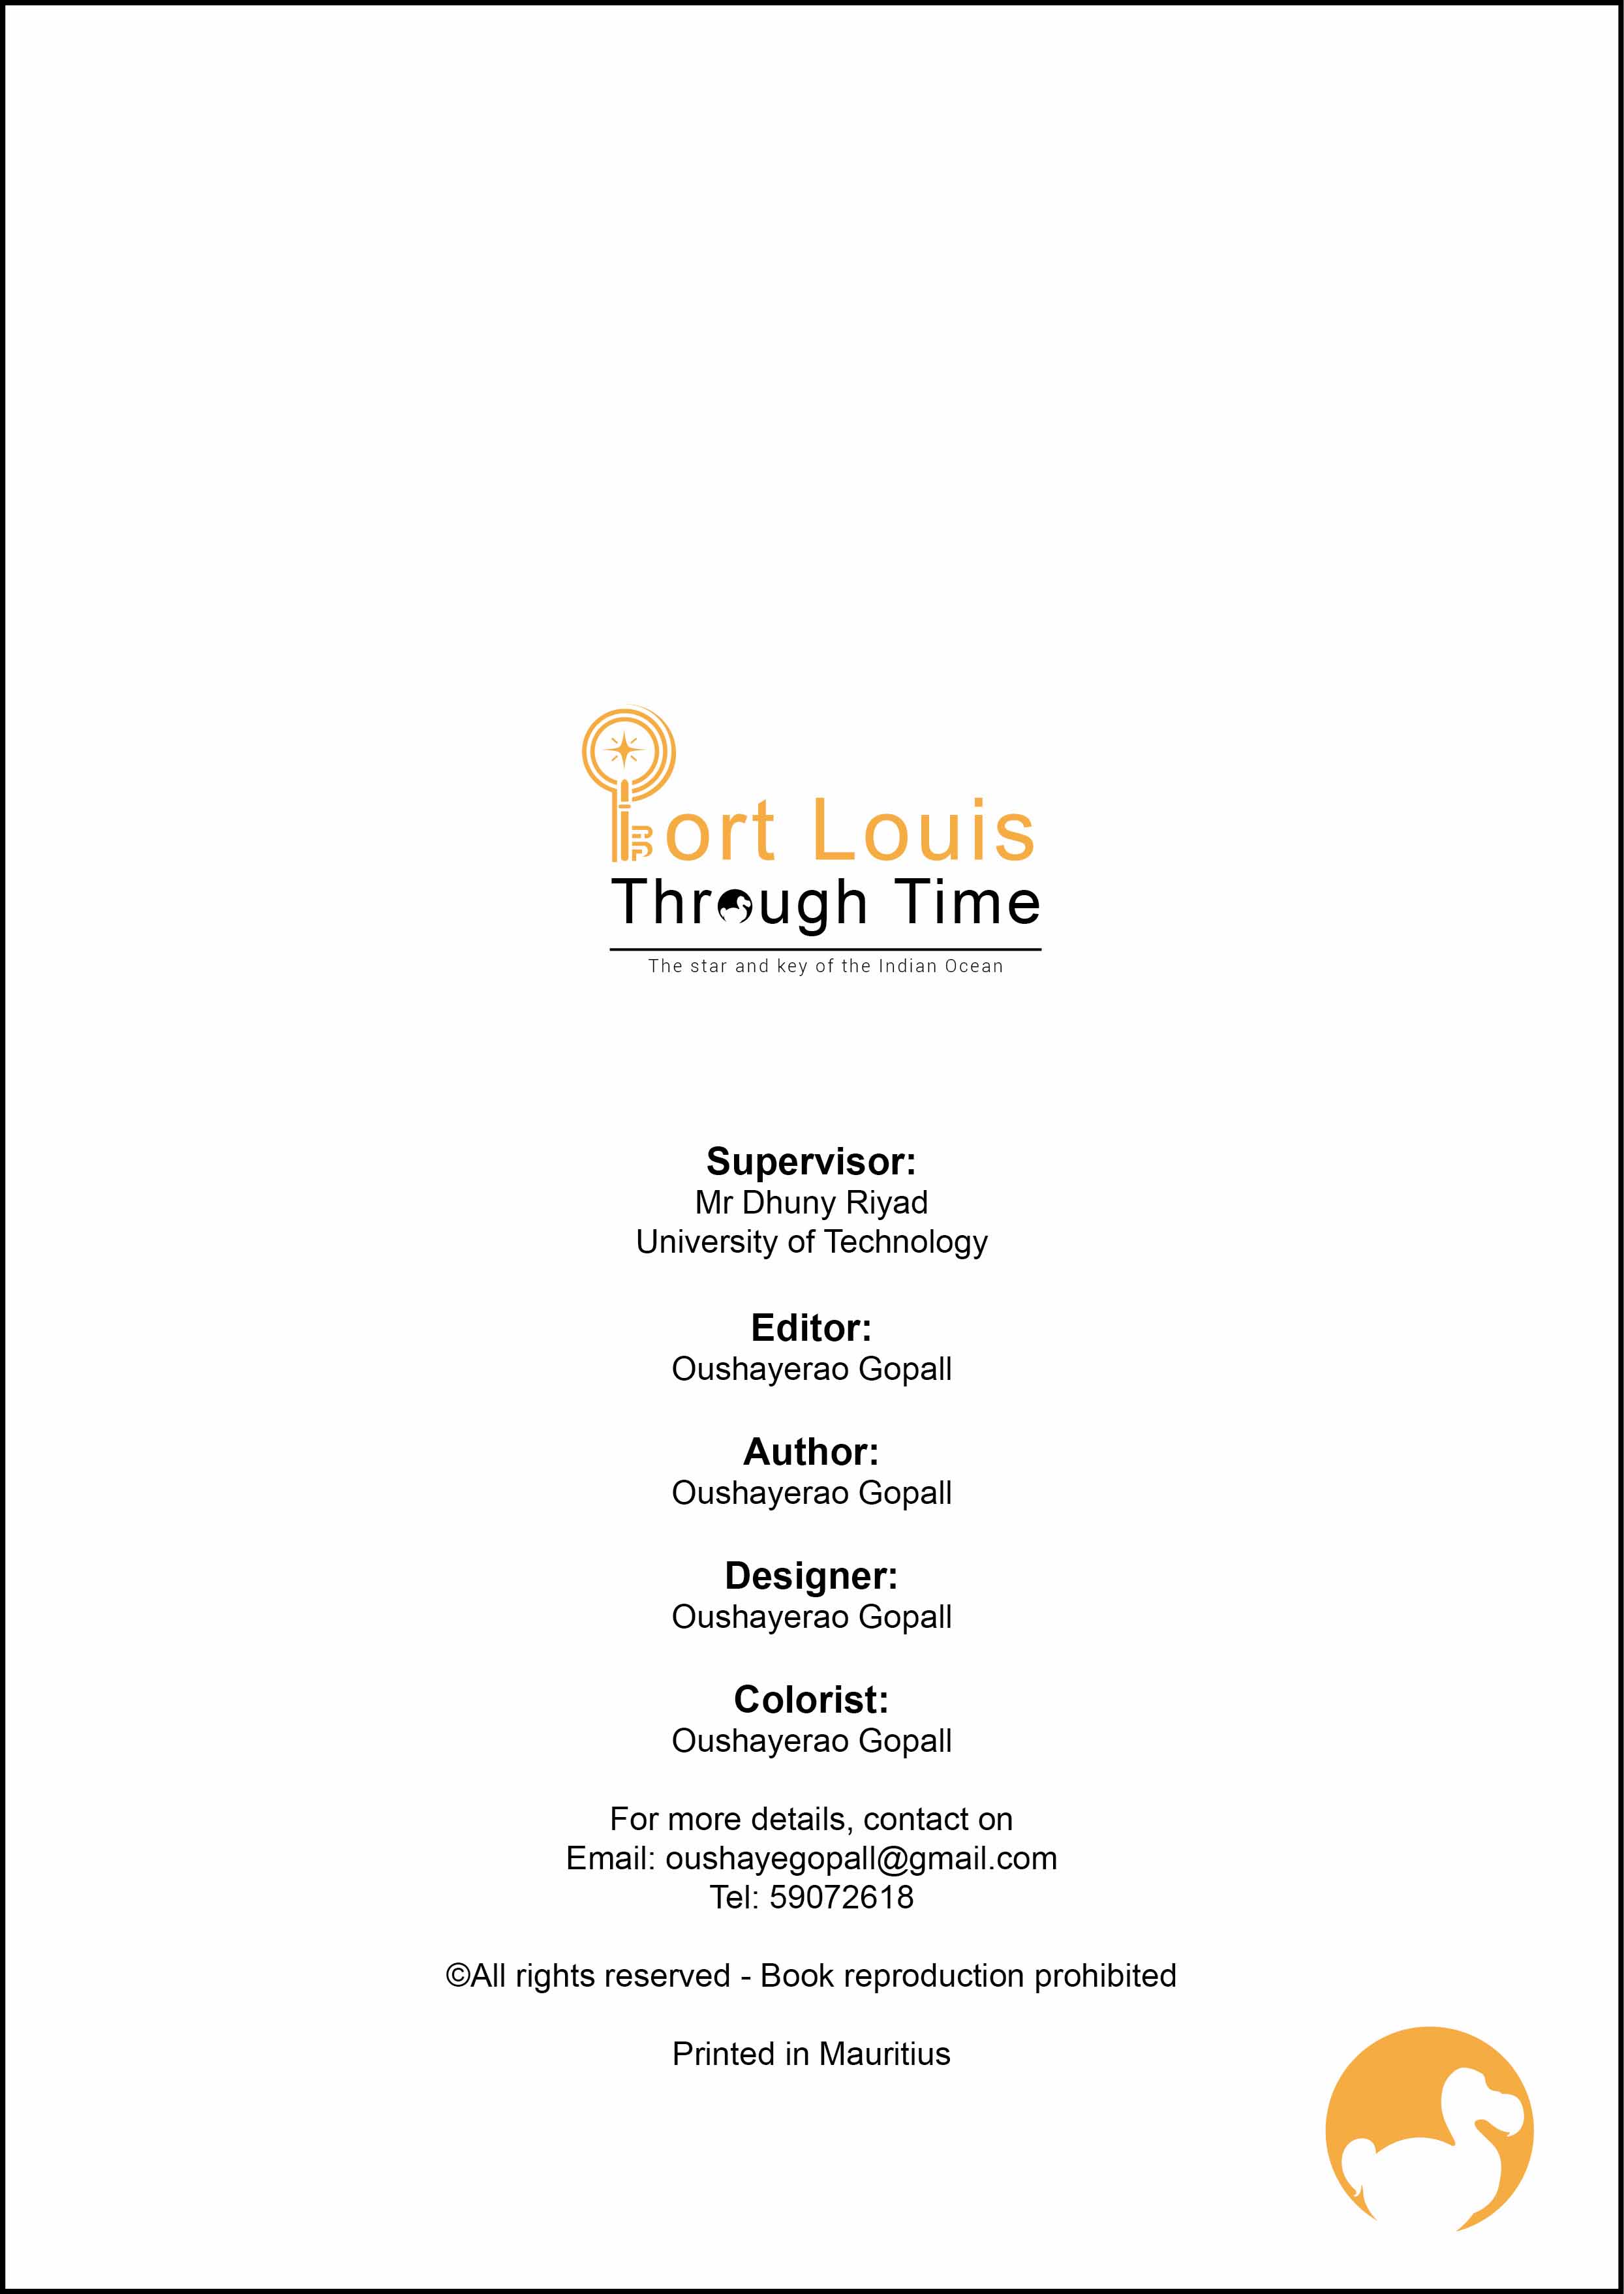 Port Louis
Through Time
The star and key of the Indian Ocean
Supervisor:
Mr Dhuny Riyad
University of Technology
Editor:
Oushayerao Gopall
Author:
Oushayerao Gopall
Designer:
Oushayerao Gopall
Colorist:
Oushayerao Gopall
For more details, contact on
Email: oushayegopall@gmail.com
Tel: 59072618
©All rights reserved - Book reproduction prohibited
Printed in Mauritius